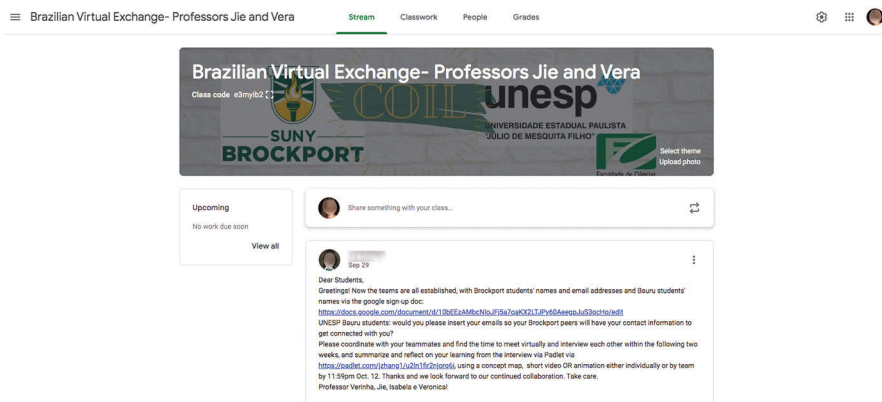 Brazilian Virtual Exchange- Professors Jie and Vera
Stream
Classwork
People
Grades
Brazilian Virtual Exchange- Professors Jie and Vera
Class code e3myib2
COIL
unesp
UNIVERSIDADE ESTADUAL PAULISTA
"JÚLIO DE MESQUITA FILHO"
SUNY
BROCKPORT
Select theme
Upload photo
Faculdade de Ciências
Upcoming
No work due soon
View all
Share something with your class...
Sep 29
Dear Students,
Greetings! Now the teams are all established, with Brockport students' names and email addresses and Bauru students'
names via the google sign-up doc:
https://docs.google.com/document/d/10bEEzAMbcNloJFj5a7oaKX2LTJPy60AeegpJuS3qcHo/edit
UNESP Bauru students: would you please insert your emails so your Brockport peers will have your contact information to
get connected with you?
Please coordinate with your teammates and find the time to meet virtually and interview each other within the following two
weeks, and summarize and reflect on your learning from the interview via Padlet via
https://padlet.com/jzhang1/u2ln1fir2njorq6i, using a concept map, short video OR animation either individually or by team
by 11:59pm Oct. 12. Thanks and we look forward to our continued collaboration. Take care.
Professor Verinha, Jie, Isabela e Veronica!